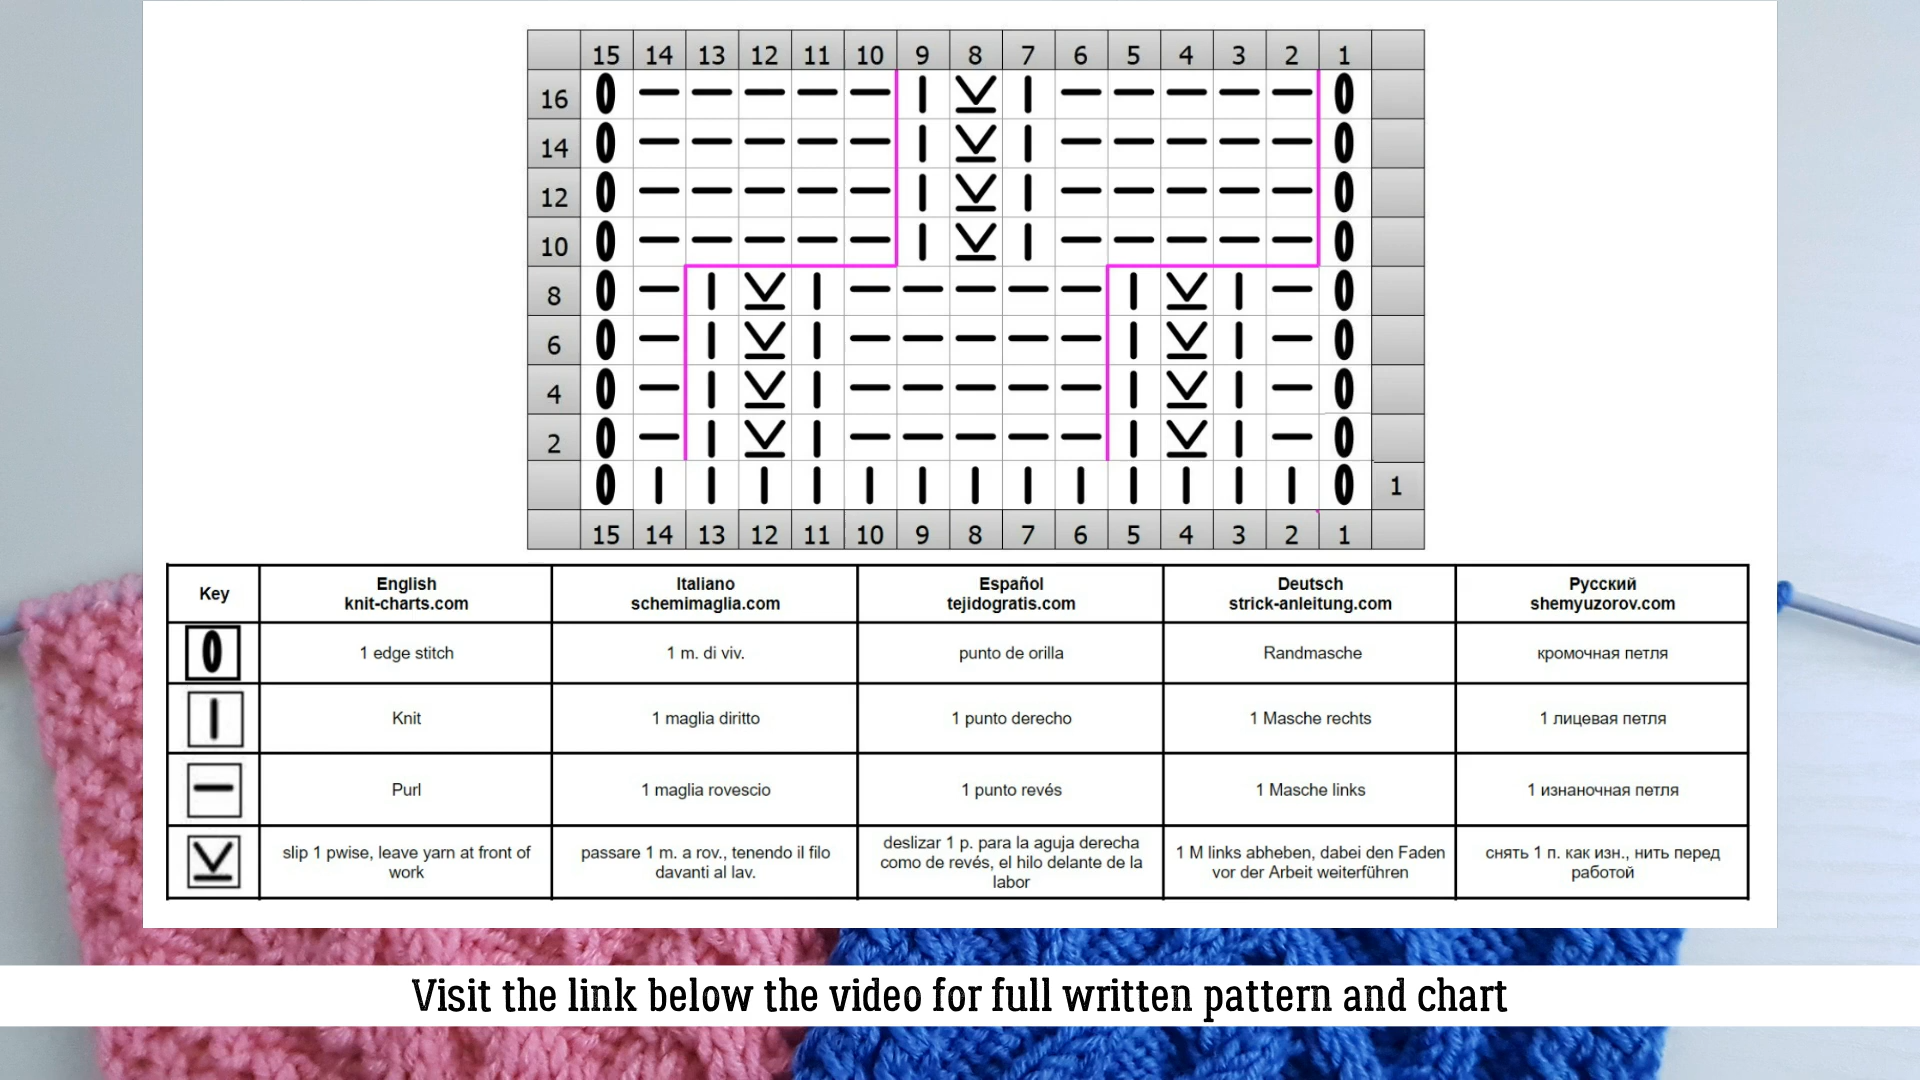 15 14 13 12 11 10 9 8 7 6 5 4 3 2 1
16
14
12
10
8
6
4
2
1
15 14 13 12 11 10 9 8 7 6 5 4 3 2 1
Key
English
knit-charts.com
Italiano
schemimaglia.com
Español
tejidogratis.com
Deutsch
strick-anleitung.com
Русский
shemyuzorov.com
1 edge stitch
1 m. di viv.
punto de orilla
Randmasche
кромочная петля
Knit
1 maglia diritto
1 punto derecho
1 Masche rechts
1 лицевая петля
Purl
1 maglia rovescio
1 punto revés
1 Masche links
1 изнаночная петля
slip 1 pwise, leave yarn at front of
work
passare 1 m. a rov., tenendo il filo
davanti al lav.
deslizar 1 p. para la aguja derecha
como de revés, el hilo delante de la
labor
1 M links abheben, dabei den Faden
vor der Arbeit weiterführen
снять 1 п. как изн., нить перед
работой
Visit the link below the video for full written pattern and chart